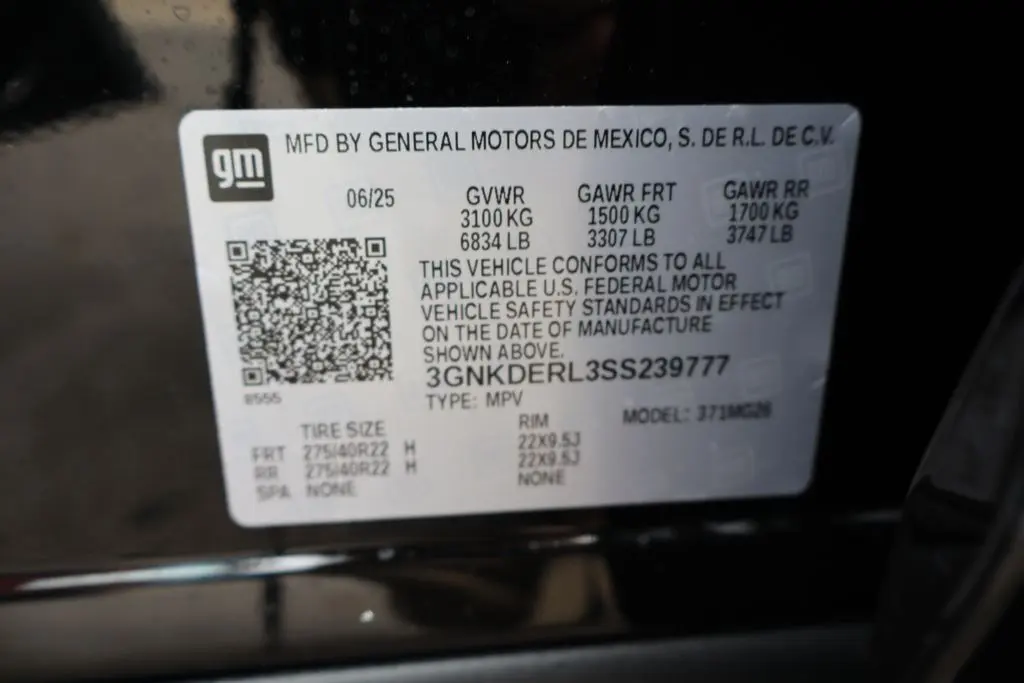 gm
MFD BY GENERAL MOTORS DE MEXICO, S. DE R.L. DE C.V.
06/25 GVWR GAWR FRT GAWR RR
3100 KG 1500 KG 1700 KG
6834 LB 3307 LB 3747 LB
THIS VEHICLE CONFORMS TO ALL
APPLICABLE U.S. FEDERAL MOTOR
VEHICLE SAFETY STANDARDS IN EFFECT
ON THE DATE OF MANUFACTURE
SHOWN ABOVE.
3GNKDERL3SS239777
8555
TYPE: MPV MODEL: 371MG26
TIRE SIZE RIM
FRT 275/40R22 H 22X9.5J
RR 275/40R22 H 22X9.5J
SPA NONE NONE